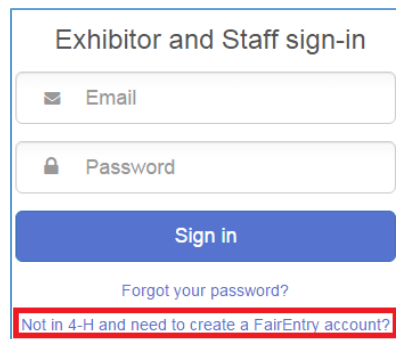 Exhibitor and Staff sign-in
Email
Password
Sign in
Forgot your password?
Not in 4-H and need to create a FairEntry account?